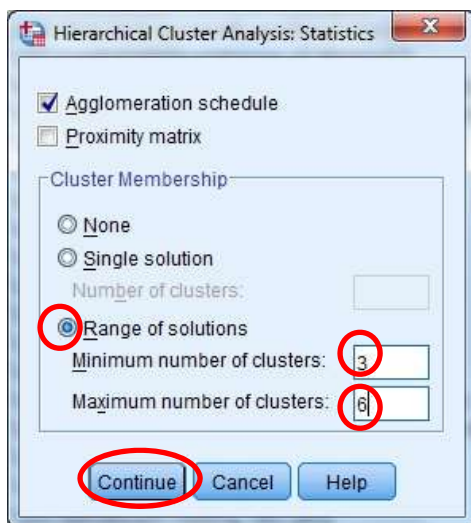 Hierarchical Cluster Analysis: Statistics
Agglomeration schedule
Proximity matrix
Cluster Membership
None
Single solution
Number of clusters:
Range of solutions
Minimum number of clusters: 3
Maximum number of clusters: 6
Continue Cancel Help